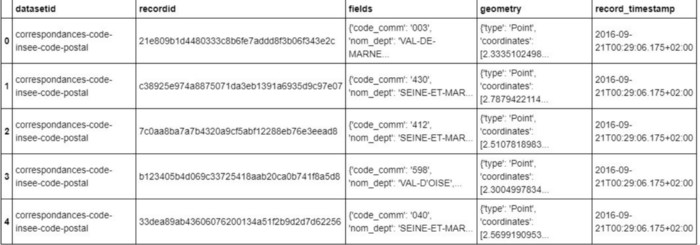 datasetid recordid fields geometry record_timestamp
0 correspondances-code-insee-code-postal 21e809b1d4480333c8b6fe7addd8f3b06f343e2c {'code_comm': '003', 'nom_dept': 'VAL-DE-MARNE... {'type': 'Point', 'coordinates': [2.3335102498... 2016-09-21T00:29:06.175+02:00
1 correspondances-code-insee-code-postal c38925e974a8875071da3eb1391a6935d9c97e07 {'code_comm': '430', 'nom_dept': 'SEINE-ET-MAR... {'type': 'Point', 'coordinates': [2.7879422114... 2016-09-21T00:29:06.175+02:00
2 correspondances-code-insee-code-postal 7c0aa8ba7a7b4320a9cf5abf12288eb76e3eead8 {'code_comm': '412', 'nom_dept': 'SEINE-ET-MAR... {'type': 'Point', 'coordinates': [2.5107818983... 2016-09-21T00:29:06.175+02:00
3 correspondances-code-insee-code-postal b123405b4d069c33725418aab20ca0b741f8a5d8 {'code_comm': '598', 'nom_dept': 'VAL-D'OISE',... {'type': 'Point', 'coordinates': [2.3004997834... 2016-09-21T00:29:06.175+02:00
4 correspondances-code-insee-code-postal 33dea89ab43606076200134a51f2b9d2d7d62256 {'code_comm': '040', 'nom_dept': 'SEINE-ET-MAR... {'type': 'Point', 'coordinates': [2.5699190953... 2016-09-21T00:29:06.175+02:00